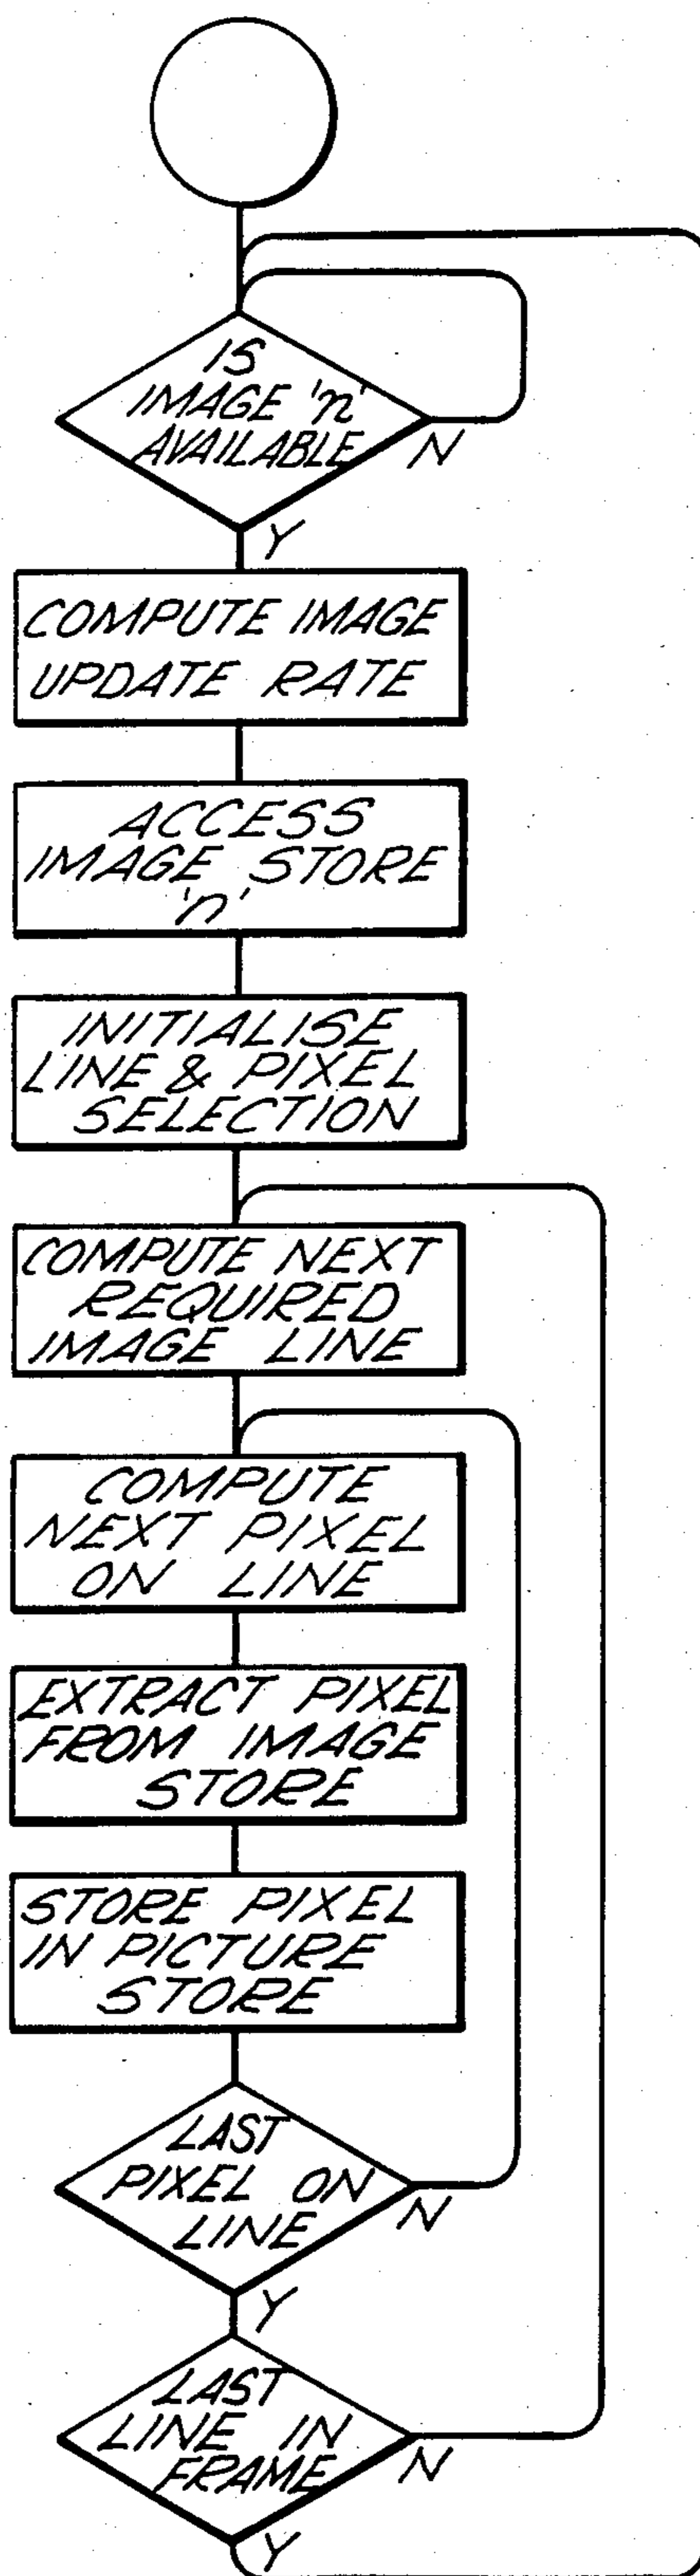 IS
IMAGE 'n'
AVAILABLE
N
Y
COMPUTE IMAGE
UPDATE RATE
ACCESS
IMAGE STORE
'n'
INITIALISE
LINE & PIXEL
SELECTION
COMPUTE NEXT
REQUIRED
IMAGE LINE
COMPUTE
NEXT PIXEL
ON LINE
EXTRACT PIXEL
FROM IMAGE
STORE
STORE PIXEL
IN PICTURE
STORE
LAST
PIXEL ON
LINE
N
Y
LAST
LINE IN
FRAME
N
Y